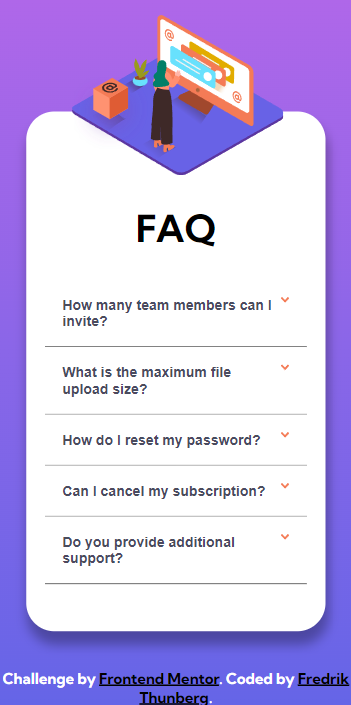 FAQ
How many team members can I
invite?
What is the maximum file
upload size?
How do I reset my password?
Can I cancel my subscription?
Do you provide additional
support?
Challenge by Frontend Mentor. Coded by Fredrik
Thunberg.